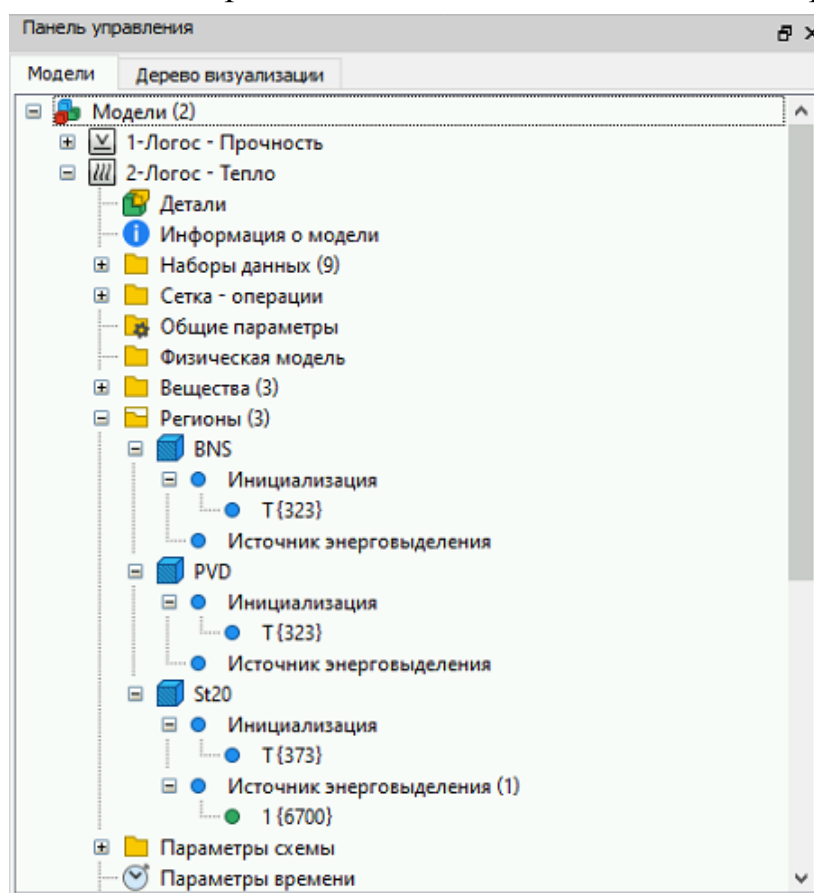 Панель управления
Модели Дерево визуализации
Модели (2)
1-Логос - Прочность
2-Логос - Тепло
Детали
Информация о модели
Наборы данных (9)
Сетка - операции
Общие параметры
Физическая модель
Вещества (3)
Регионы (3)
BNS
Инициализация
T{323}
Источник энерговыделения
PVD
Инициализация
T{323}
Источник энерговыделения
St20
Инициализация
T{373}
Источник энерговыделения (1)
1{6700}
Параметры схемы
Параметры времени